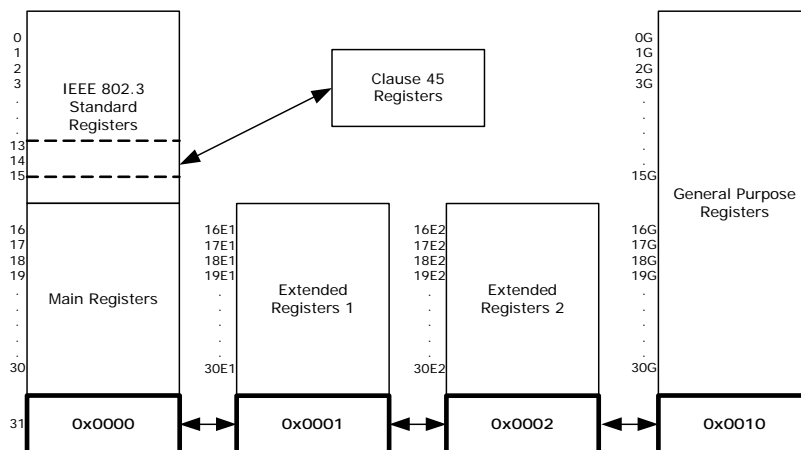 0
1
2
3
.
.
.
13
14
15
IEEE 802.3
Standard
Registers
Clause 45
Registers
0G
1G
2G
3G
.
.
.
.
.
15G
General Purpose
Registers
16
17
18
19
.
.
.
.
.
30
Main Registers
16E1
17E1
18E1
19E1
.
.
.
.
.
30E1
Extended
Registers 1
16E2
17E2
18E2
19E2
.
.
.
.
.
30E2
Extended
Registers 2
16G
17G
18G
19G
.
.
.
.
.
30G
31
0x0000
0x0001
0x0002
0x0010